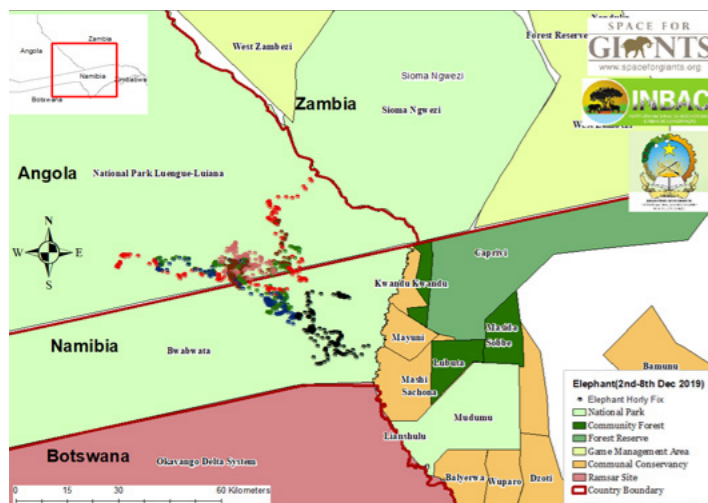 Angola
Zambia
Namibia
Zimbabwe
Botswana
West Zambezi
Forest Reserve
SPACE FOR
GIANTS
www.spaceforgiants.org
INBAC
Sioma Ngwezi
Zambia
Sioma Ngwezi
Angola
National Park Luengue-Luiana
N
W
E
S
Caprivi
Kwandu Kwandu
Namibia
Bwabwata
Mayuni
Masida
Sobbe
Lubuta
Mashi
Sachona
Bamunu
Mudumu
Lianshulu
Botswana
Okavango Delta System
Balyerwa
Wuparo
Dzoti
0 15 30 60 Kilometers
Elephant(2nd-8th Dec 2019)
Elephant Horly Fix
National Park
Community Forest
Forest Reserve
Game Management Area
Communal Conservancy
Ramsar Site
Country Boundary